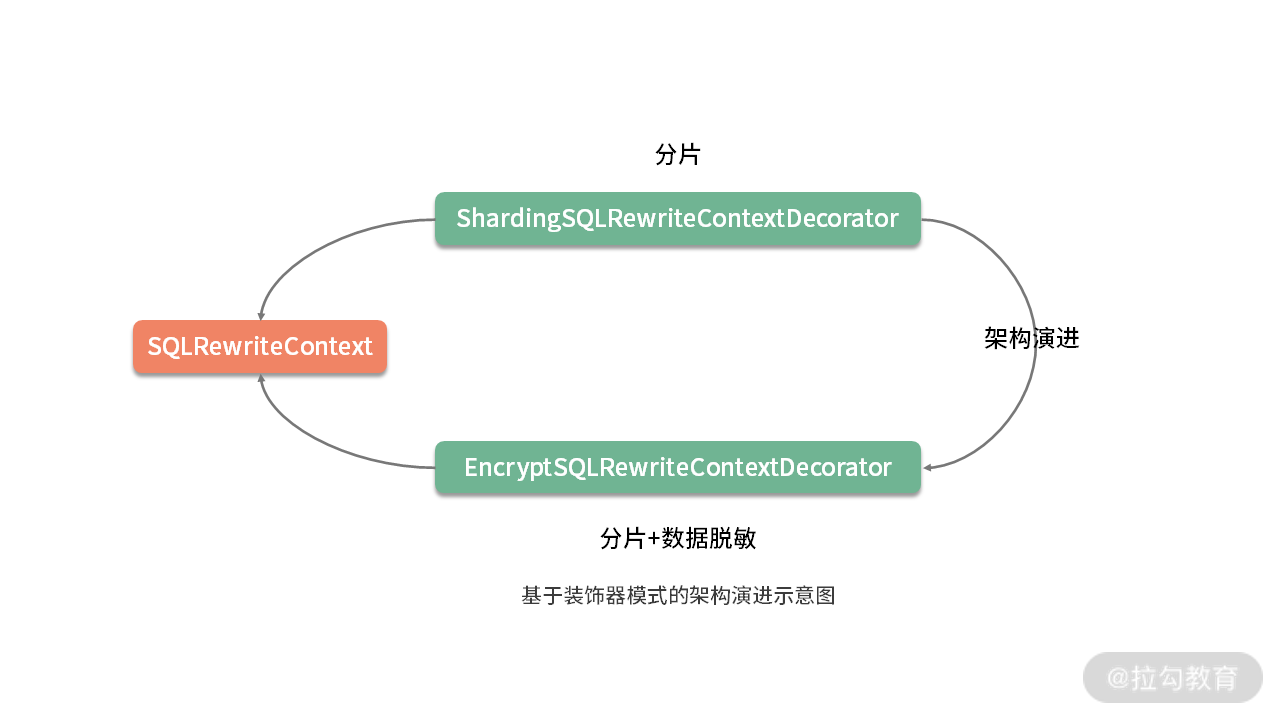 分片
ShardingSQLRewriteContextDecorator
架构演进
SQLRewriteContext
EncryptSQLRewriteContextDecorator
分片+数据脱敏
基于装饰器模式的架构演进示意图
@拉勾教育